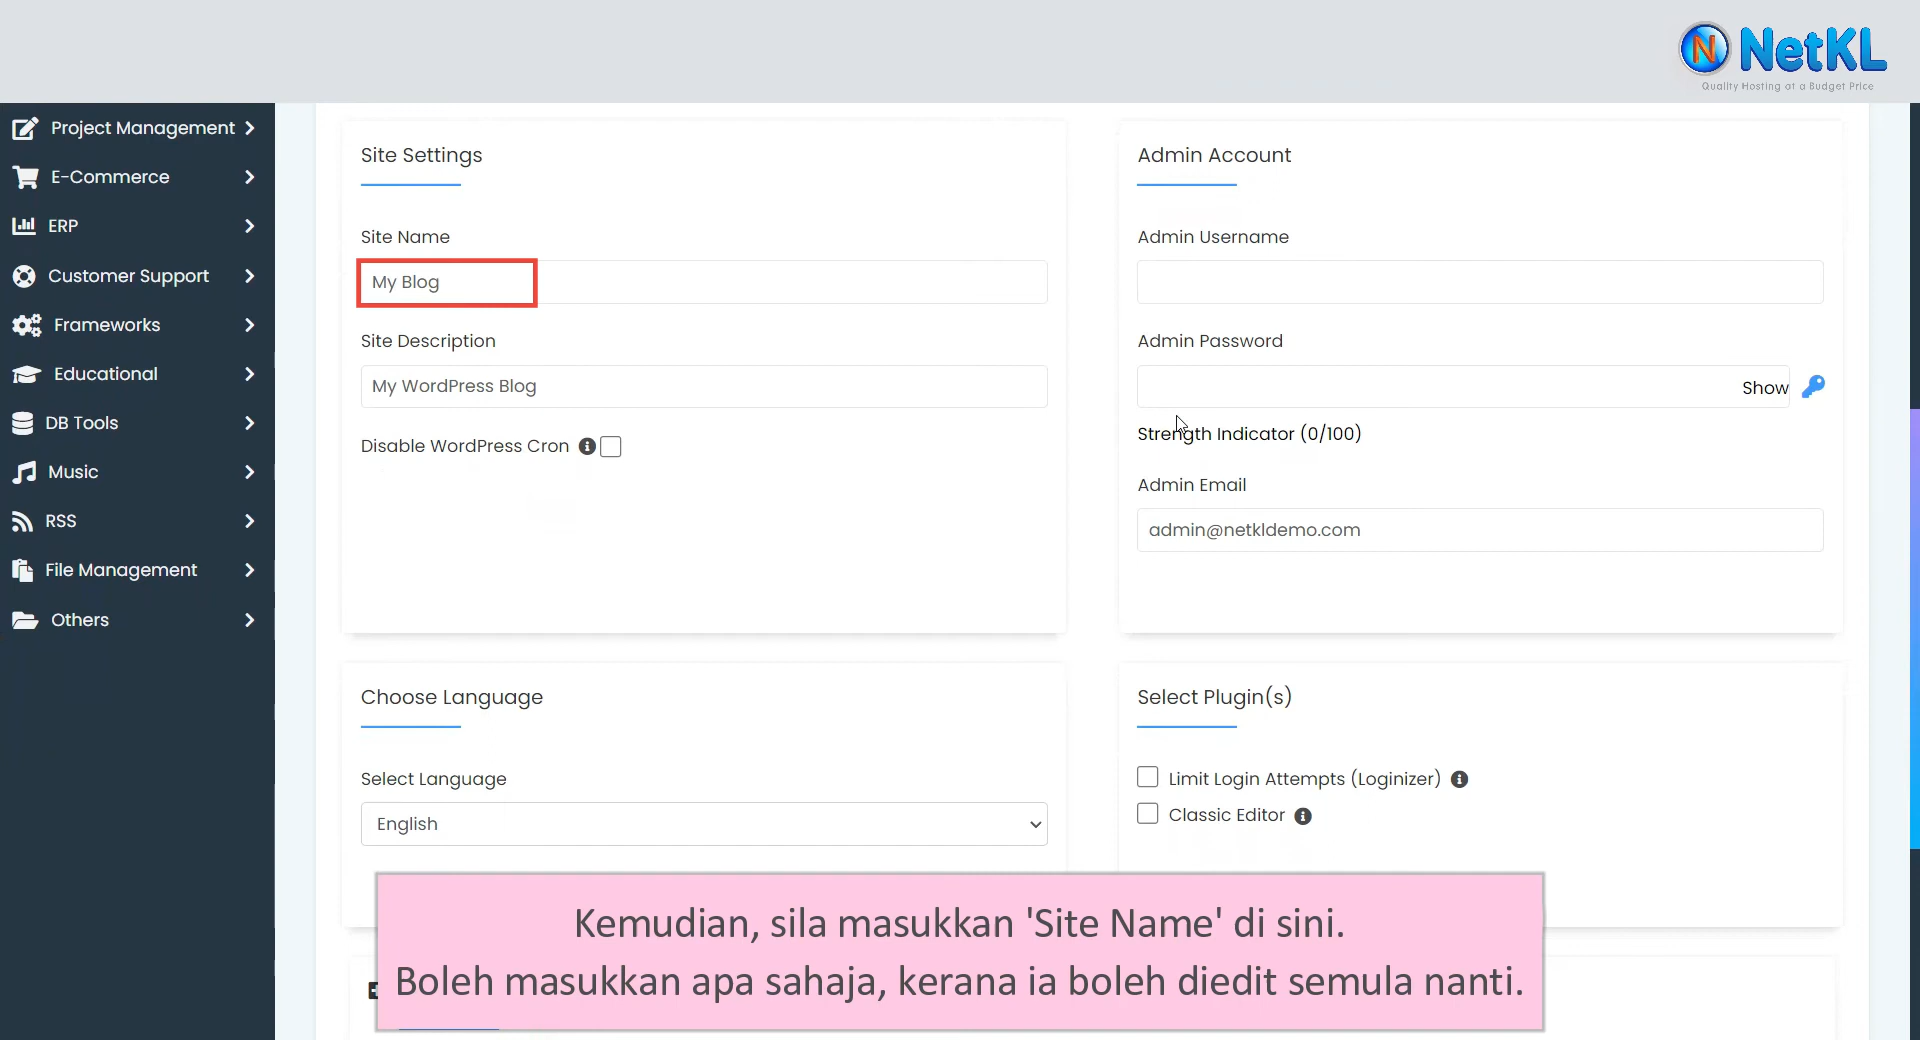 NetKL
Quality Hosting at a Budget Price
Project Management
E-Commerce
ERP
Customer Support
Frameworks
Educational
DB Tools
Music
RSS
File Management
Others
Site Settings
Site Name
My Blog
Site Description
My WordPress Blog
Disable WordPress Cron
Admin Account
Admin Username
Admin Password
Show
Strength Indicator (0/100)
Admin Email
admin@netkldemo.com
Choose Language
Select Language
English
Select Plugin(s)
Limit Login Attempts (Loginizer)
Classic Editor
Kemudian, sila masukkan 'Site Name' di sini.
Boleh masukkan apa sahaja, kerana ia boleh diedit semula nanti.